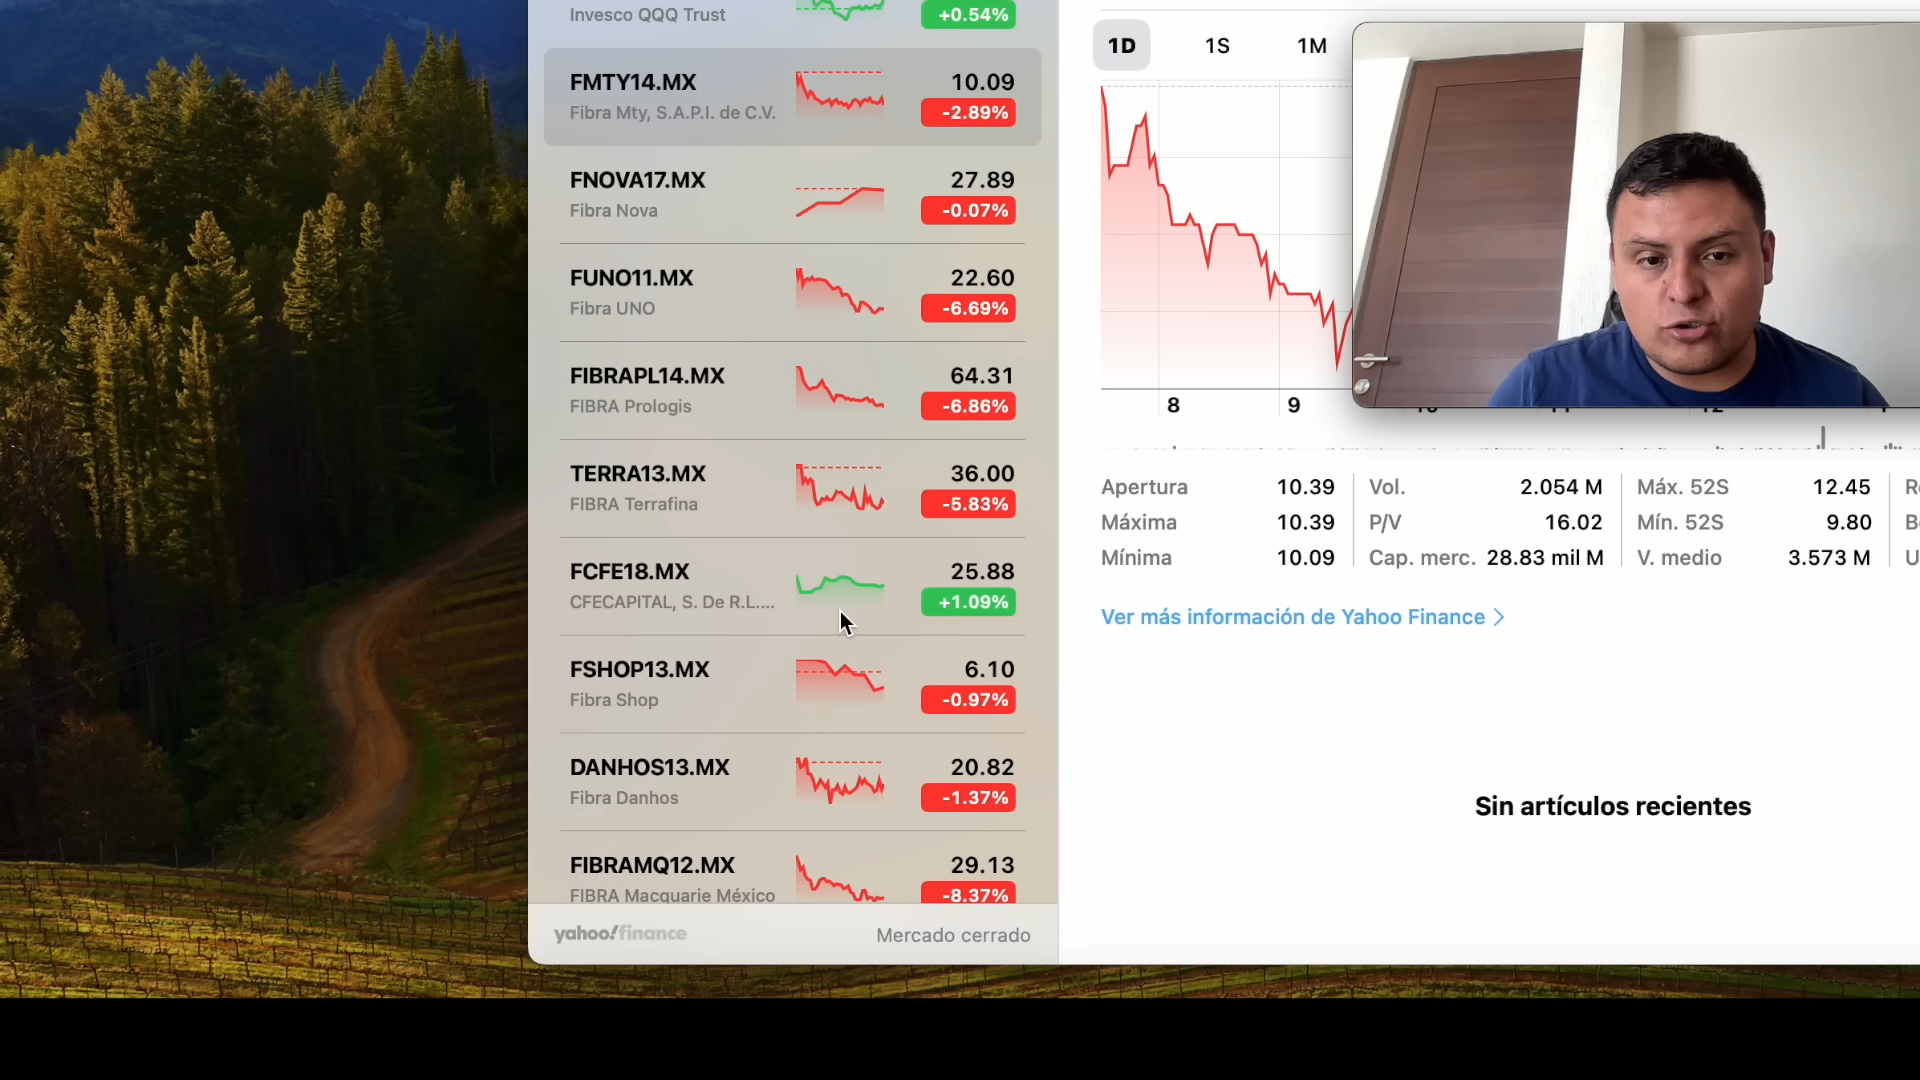 Invesco QQQ Trust
+0.54%
FMTY14.MX
10.09
Fibra Mty, S.A.P.I. de C.V.
-2.89%
FNOVA17.MX
27.89
Fibra Nova
-0.07%
FUNO11.MX
22.60
Fibra UNO
-6.69%
FIBRAPL14.MX
64.31
FIBRA Prologis
-6.86%
TERRA13.MX
36.00
FIBRA Terrafina
-5.83%
FCFE18.MX
25.88
CFECAPITAL, S. De R.L....
+1.09%
FSHOP13.MX
6.10
Fibra Shop
-0.97%
DANHOS13.MX
20.82
Fibra Danhos
-1.37%
FIBRAMQ12.MX
29.13
FIBRA Macquarie México
-8.37%
yahoo!finance
Mercado cerrado
1D 1S 1M
8 9
Apertura 10.39 Vol. 2.054 M Máx. 52S 12.45
Máxima 10.39 P/V 16.02 Mín. 52S 9.80
Mínima 10.09 Cap. merc. 28.83 mil M V. medio 3.573 M
Ver más información de Yahoo Finance >
Sin artículos recientes